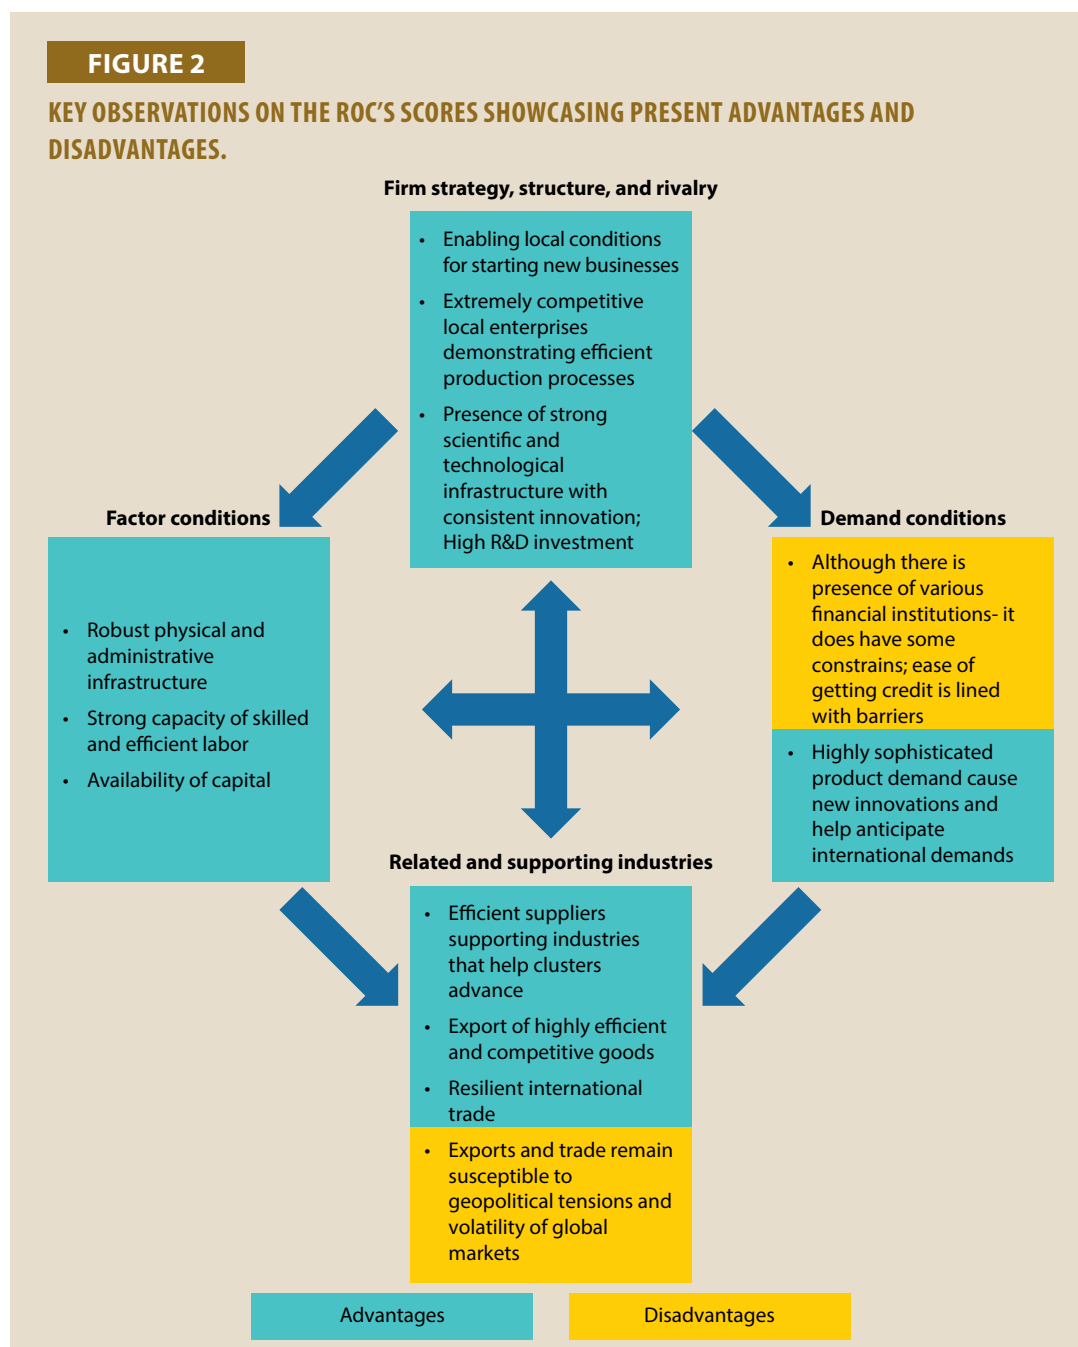 FIGURE 2
KEY OBSERVATIONS ON THE ROC’S SCORES SHOWCASING PRESENT ADVANTAGES AND
DISADVANTAGES.
Firm strategy, structure, and rivalry
• Enabling local conditions
for starting new businesses
• Extremely competitive
local enterprises
demonstrating efficient
production processes
• Presence of strong
scientific and
technological
infrastructure with
consistent innovation;
High R&D investment
Factor conditions
• Robust physical and
administrative
infrastructure
• Strong capacity of skilled
and efficient labor
• Availability of capital
Demand conditions
• Although there is
presence of various
financial institutions- it
does have some
constrains; ease of
getting credit is lined
with barriers
• Highly sophisticated
product demand cause
new innovations and
help anticipate
international demands
Related and supporting industries
• Efficient suppliers
supporting industries
that help clusters
advance
• Export of highly efficient
and competitive goods
• Resilient international
trade
• Exports and trade remain
susceptible to
geopolitical tensions and
volatility of global
markets
Advantages
Disadvantages